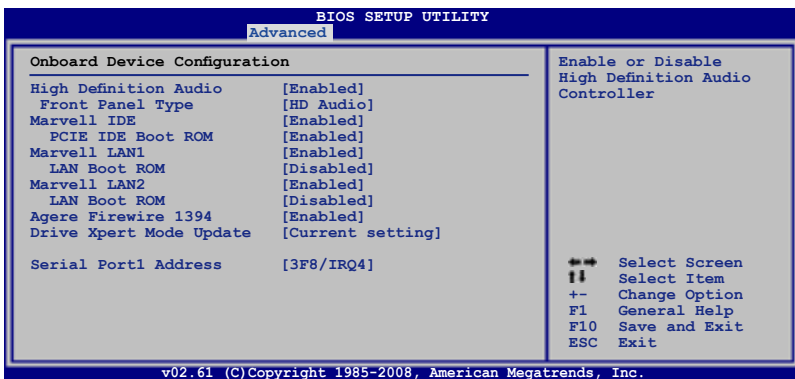 BIOS SETUP UTILITY
Advanced
Onboard Device Configuration
High Definition Audio [Enabled]
Front Panel Type [HD Audio]
Marvell IDE [Enabled]
PCIE IDE Boot ROM [Enabled]
Marvell LAN1 [Enabled]
LAN Boot ROM [Disabled]
Marvell LAN2 [Enabled]
LAN Boot ROM [Disabled]
Agere Firewire 1394 [Enabled]
Drive Xpert Mode Update [Current setting]
Serial Port1 Address [3F8/IRQ4]
Enable or Disable
High Definition Audio
Controller
←→ Select Screen
↑↓ Select Item
+- Change Option
F1 General Help
F10 Save and Exit
ESC Exit
v02.61 (C)Copyright 1985-2008, American Megatrends, Inc.